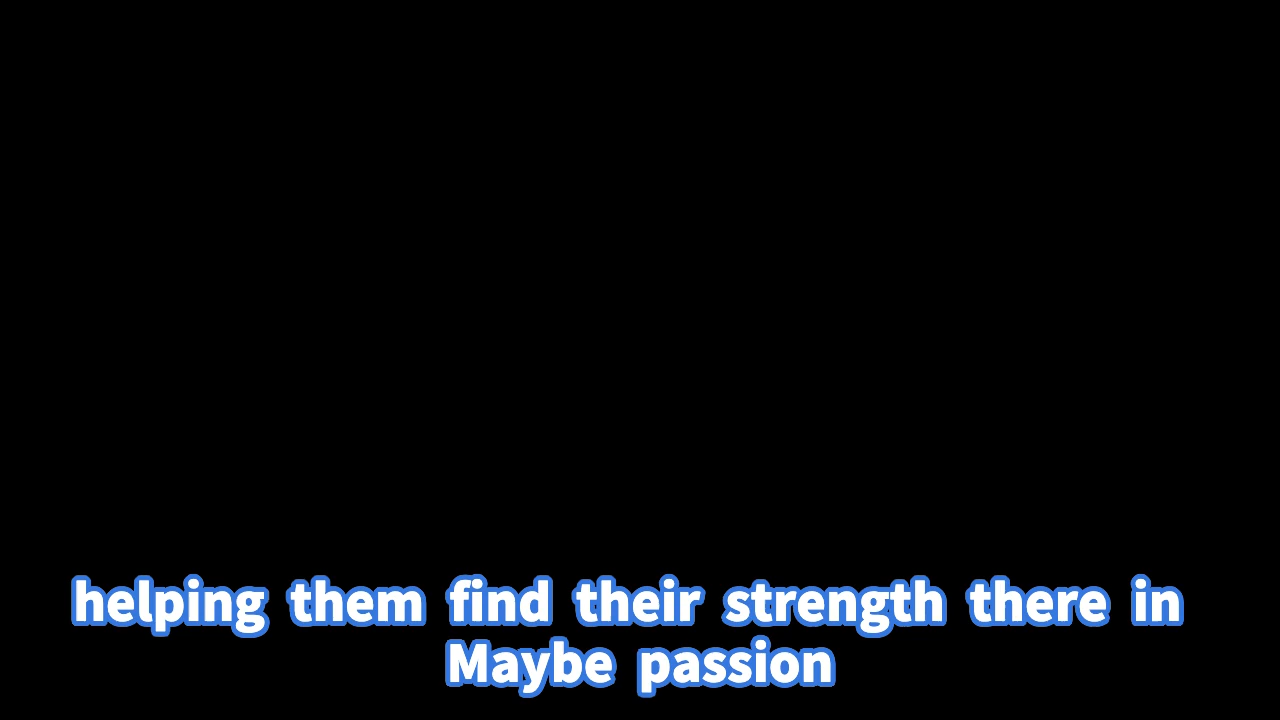 helping them find their strength there in
Maybe passion